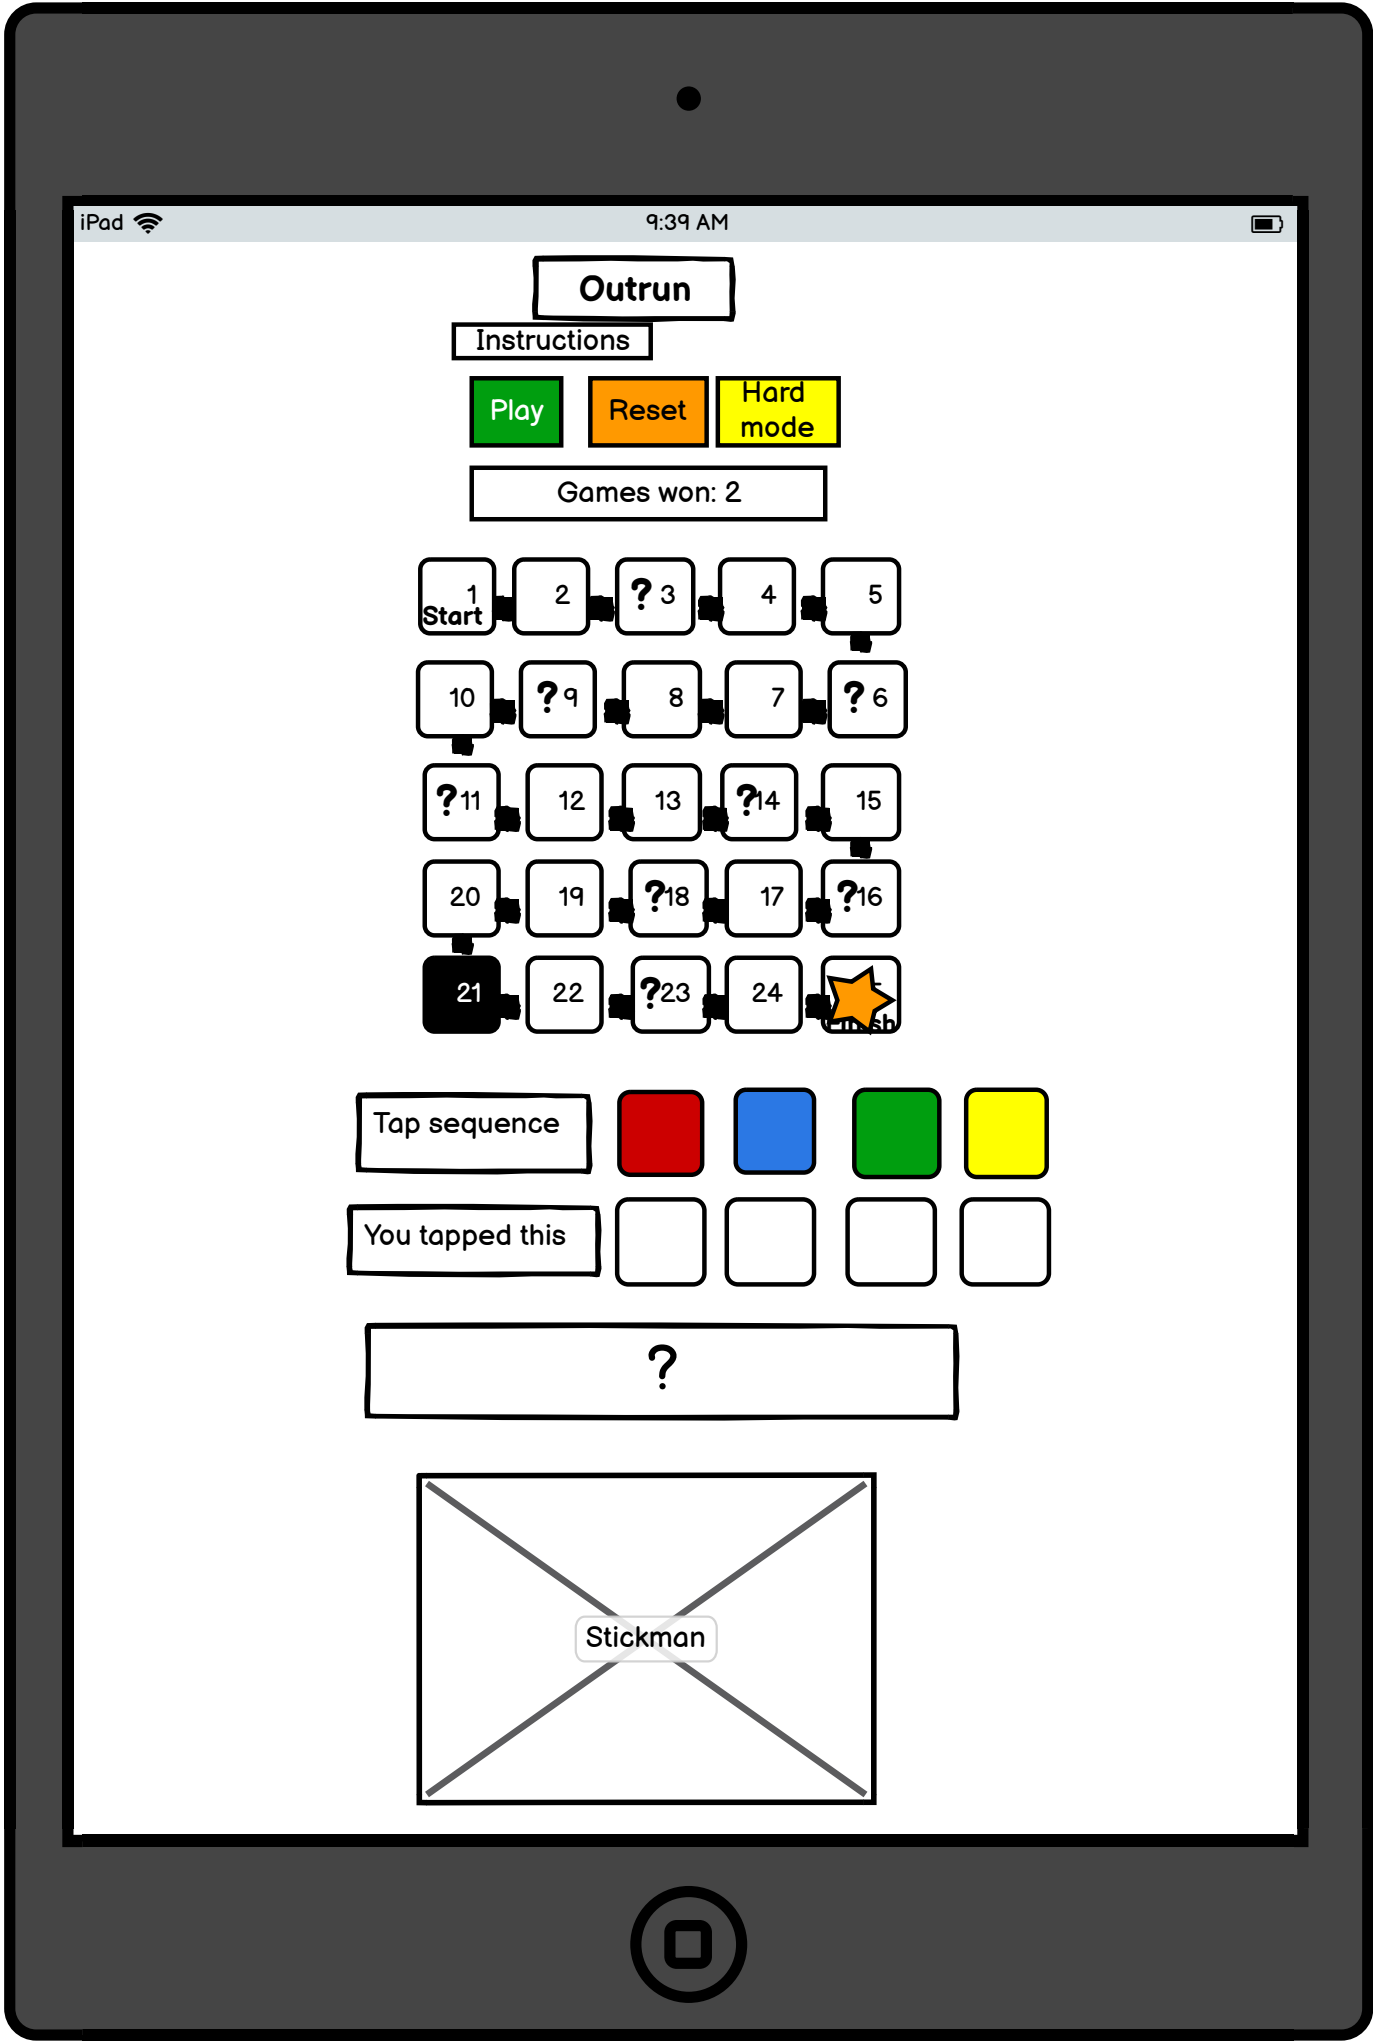 iPad 9:39 AM
Outrun
Instructions
Play Reset Hard
mode
Games won: 2
1 2 ? 3 4 5
Start
10 ? 9 8 7 ? 6
?11 12 13 ?14 15
20 19 ?18 17 ?16
21 22 ?23 24
Tap sequence
You tapped this
?
Stickman